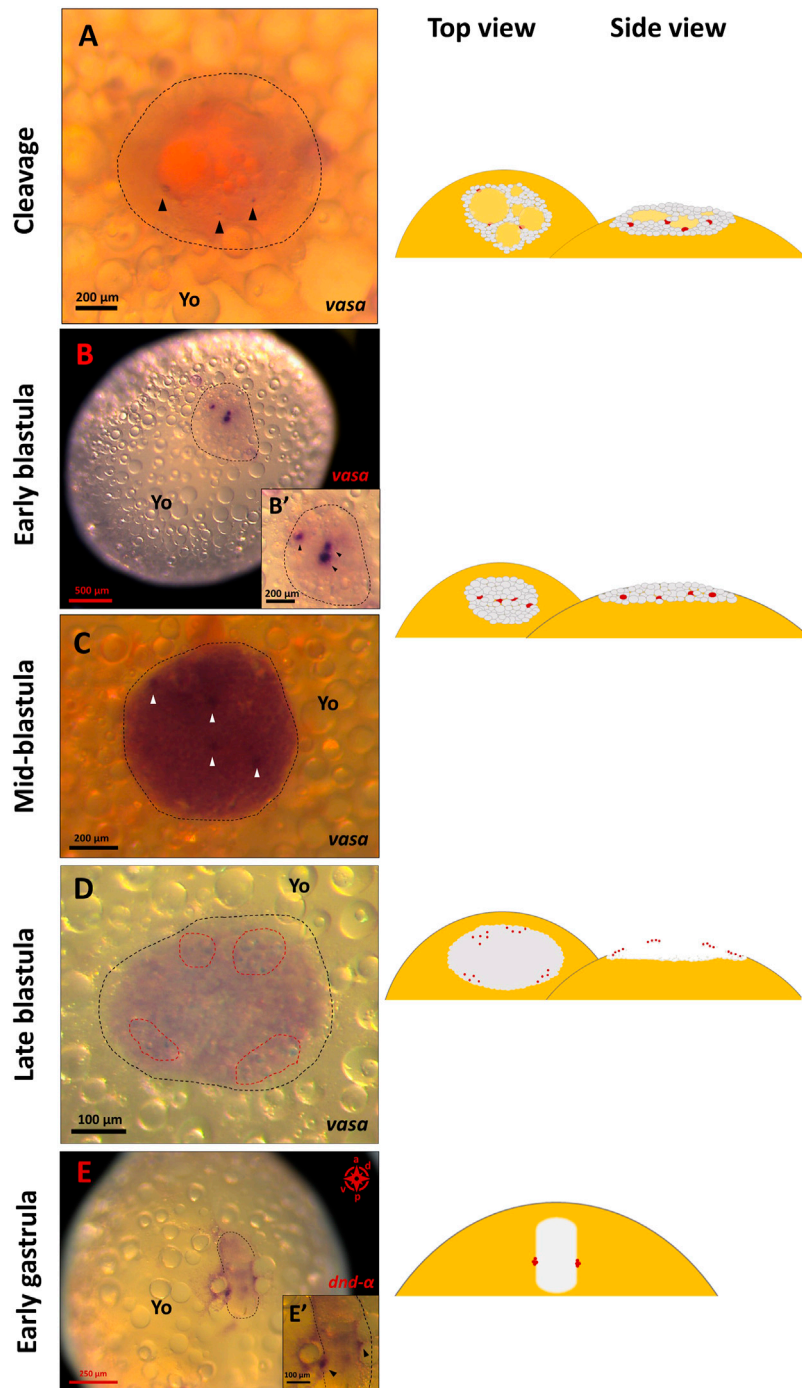 Top view Side view
Cleavage
A
200 µm
Yo
vasa
Early blastula
B
vasa
Yo
500 µm
B’
200 µm
Mid-blastula
C
Yo
200 µm
vasa
Late blastula
D
Yo
100 µm
vasa
Early gastrula
E
a
d
v
p
dnd-α
Yo
250 µm
E’
100 µm